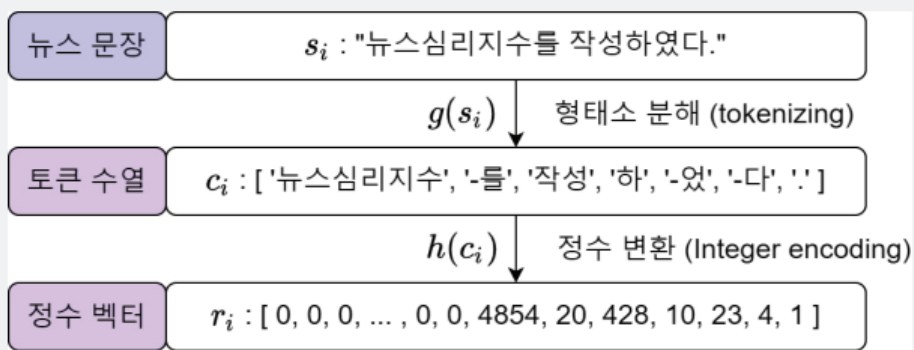 뉴스 문장 s_i : "뉴스심리지수를 작성하였다."
g(s_i) 형태소 분해 (tokenizing)
토큰 수열 c_i : [ '뉴스심리지수', '-를', '작성', '하', '-었', '-다', '.' ]
h(c_i) 정수 변환 (Integer encoding)
정수 벡터 r_i : [ 0, 0, 0, ... , 0, 0, 4854, 20, 428, 10, 23, 4, 1 ]